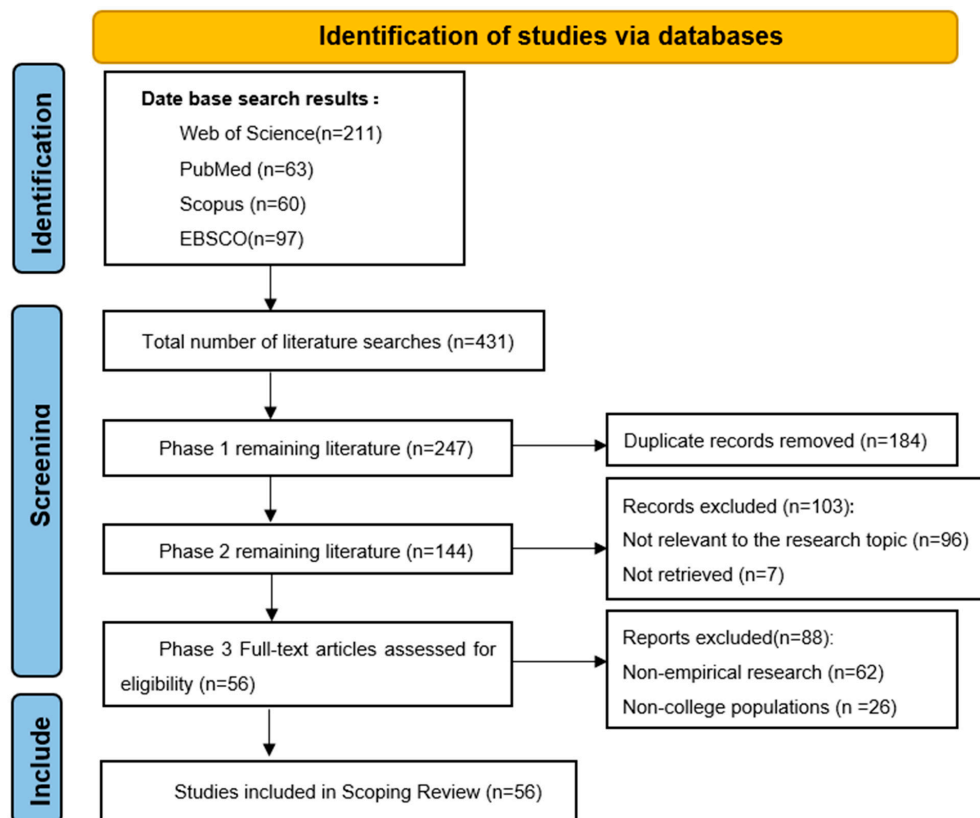 Identification of studies via databases
Identification
Date base search results：
Web of Science(n=211)
PubMed (n=63)
Scopus (n=60)
EBSCO(n=97)
Screening
Total number of literature searches (n=431)
Phase 1 remaining literature (n=247)
Duplicate records removed (n=184)
Phase 2 remaining literature (n=144)
Records excluded (n=103):
Not relevant to the research topic (n=96)
Not retrieved (n=7)
Phase 3 Full-text articles assessed for
eligibility (n=56)
Reports excluded(n=88):
Non-empirical research (n=62)
Non-college populations (n =26)
Include
Studies included in Scoping Review (n=56)